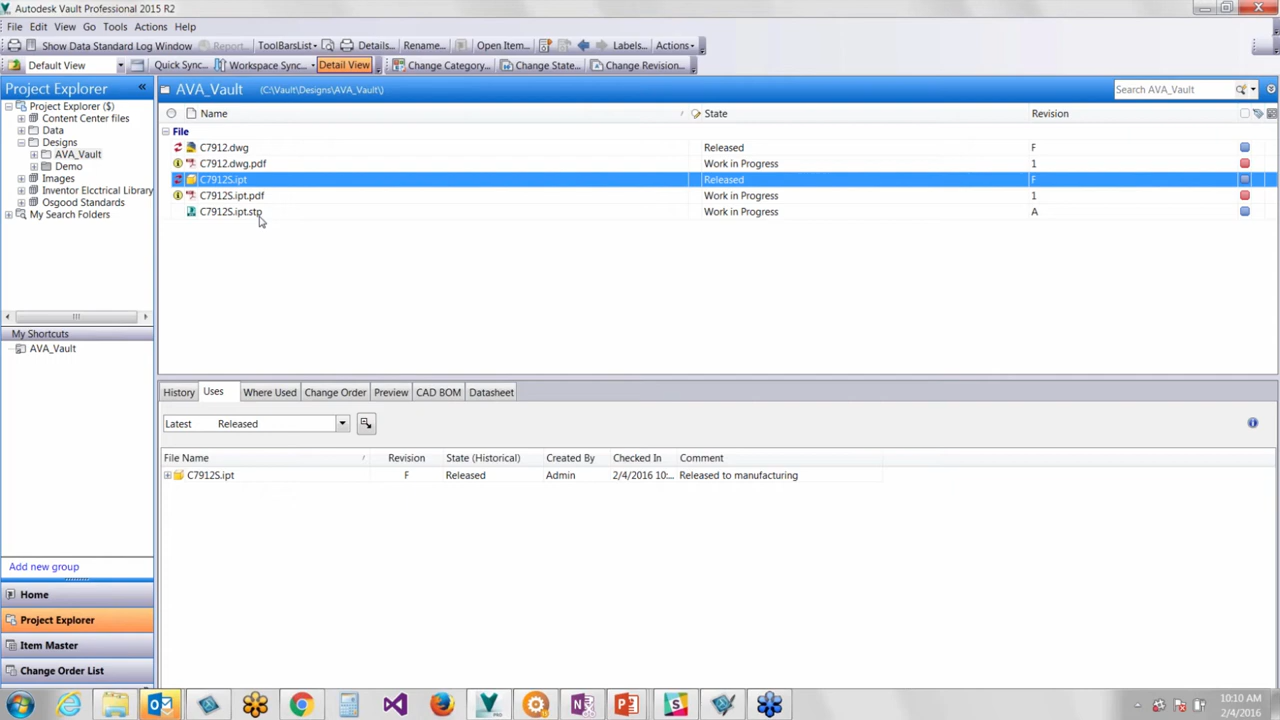 Autodesk Vault Professional 2015 R2
File Edit View Go Tools Actions Help
Show Data Standard Log Window Report... ToolBarsList Details... Rename... Open Item... Labels... Actions
Default View Quick Sync... Workspace Sync... Detail View Change Category... Change State... Change Revision...
Project Explorer
AVA_Vault (C:\Vault\Designs\AVA_Vault\) Search AVA_Vault
Project Explorer ($)
Content Center files
Data
Designs
AVA_Vault
Demo
Images
Inventor Elcctrical Library
Osgood Standards
My Search Folders
Name State Revision
File
C7912.dwg Released F
C7912.dwg.pdf Work in Progress 1
C7912S.ipt Released F
C7912S.ipt.pdf Work in Progress 1
C7912S.ipt.stp Work in Progress A
My Shortcuts
AVA_Vault
History Uses Where Used Change Order Preview CAD BOM Datasheet
Latest Released
File Name Revision State (Historical) Created By Checked In Comment
C7912S.ipt F Released Admin 2/4/2016 10:... Released to manufacturing
Add new group
Home
Project Explorer
Item Master
Change Order List
10:10 AM
2/4/2016